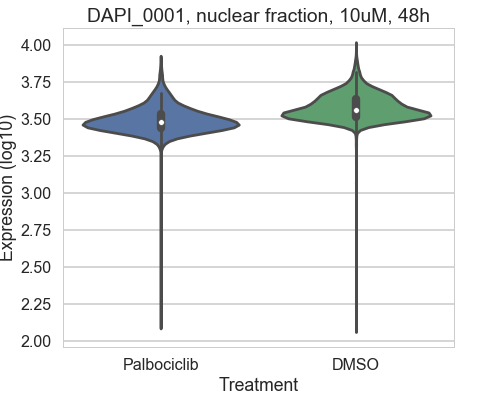 DAPI_0001, nuclear fraction, 10uM, 48h
Expression (log10)
4.00
3.75
3.50
3.25
3.00
2.75
2.50
2.25
2.00
Palbociclib DMSO
Treatment